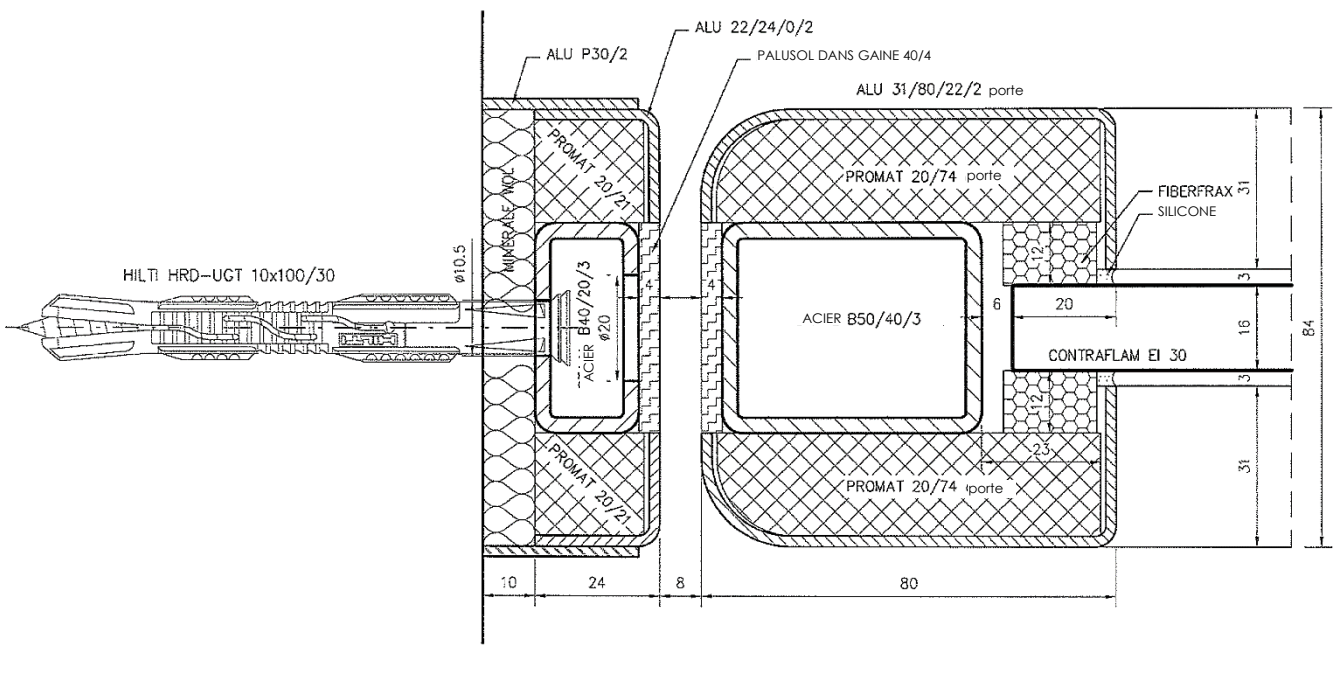 ALU 22/24/0/2
ALU P30/2
PALUSOL DANS GAINE 40/4
ALU 31/80/22/2 porte
PROMAT 20/21
PROMAT 20/74 porte
31
FIBERFRAX
SILICONE
MINERALE WOL
12
HILTI HRD-UGT 10x100/30
ø10.5
3
4
4
ACIER B40/20/3
ø20
ACIER B50/40/3
6
20
16
84
CONTRAFLAM EI 30
3
12
PROMAT 20/21
23
31
PROMAT 20/74 porte
10
24
8
80